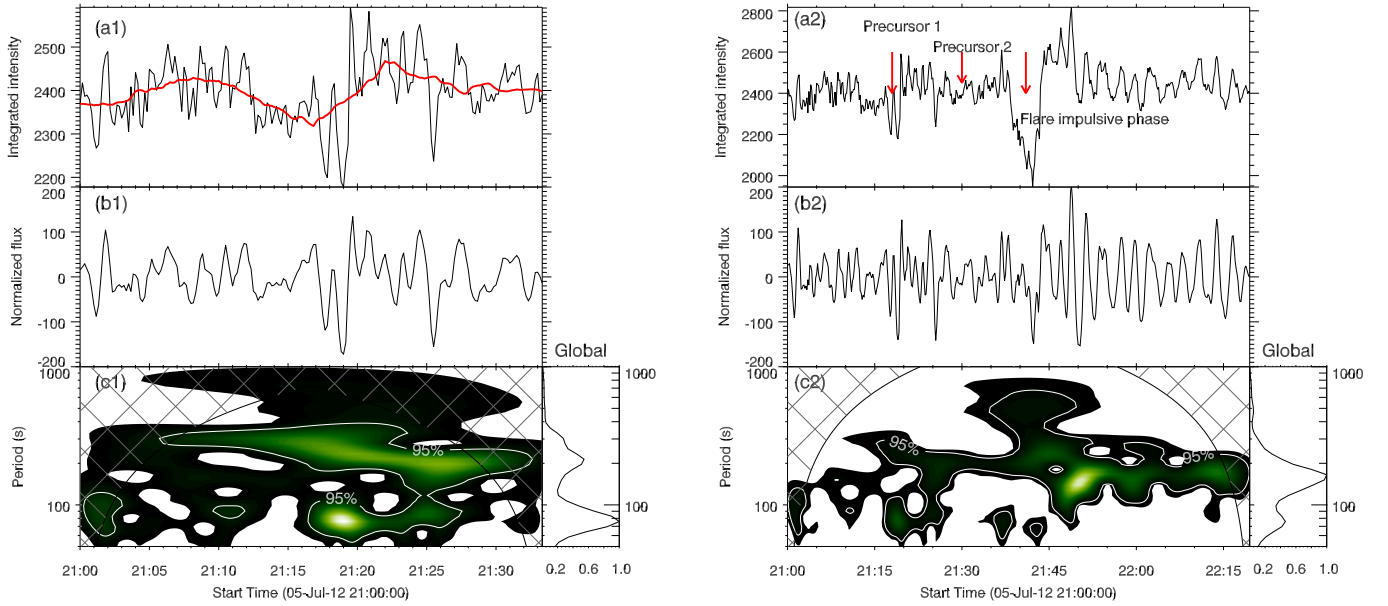 (a1)
Integrated intensity
2500
2400
2300
2200
(b1)
Normalized flux
200
100
0
-100
-200
Global
(c1)
Period (s)
1000
100
95%
95%
1000
100
21:00 21:05 21:10 21:15 21:20 21:25 21:30
0.2 0.6 1.0
Start Time (05-Jul-12 21:00:00)
(a2)
Integrated intensity
2800
2600
2400
2200
2000
Precursor 1
Precursor 2
Flare impulsive phase
(b2)
Normalized flux
200
100
0
-100
-200
Global
(c2)
Period (s)
1000
100
95%
95%
1000
100
21:00 21:15 21:30 21:45 22:00 22:15
0.2 0.6 1.0
Start Time (05-Jul-12 21:00:00)